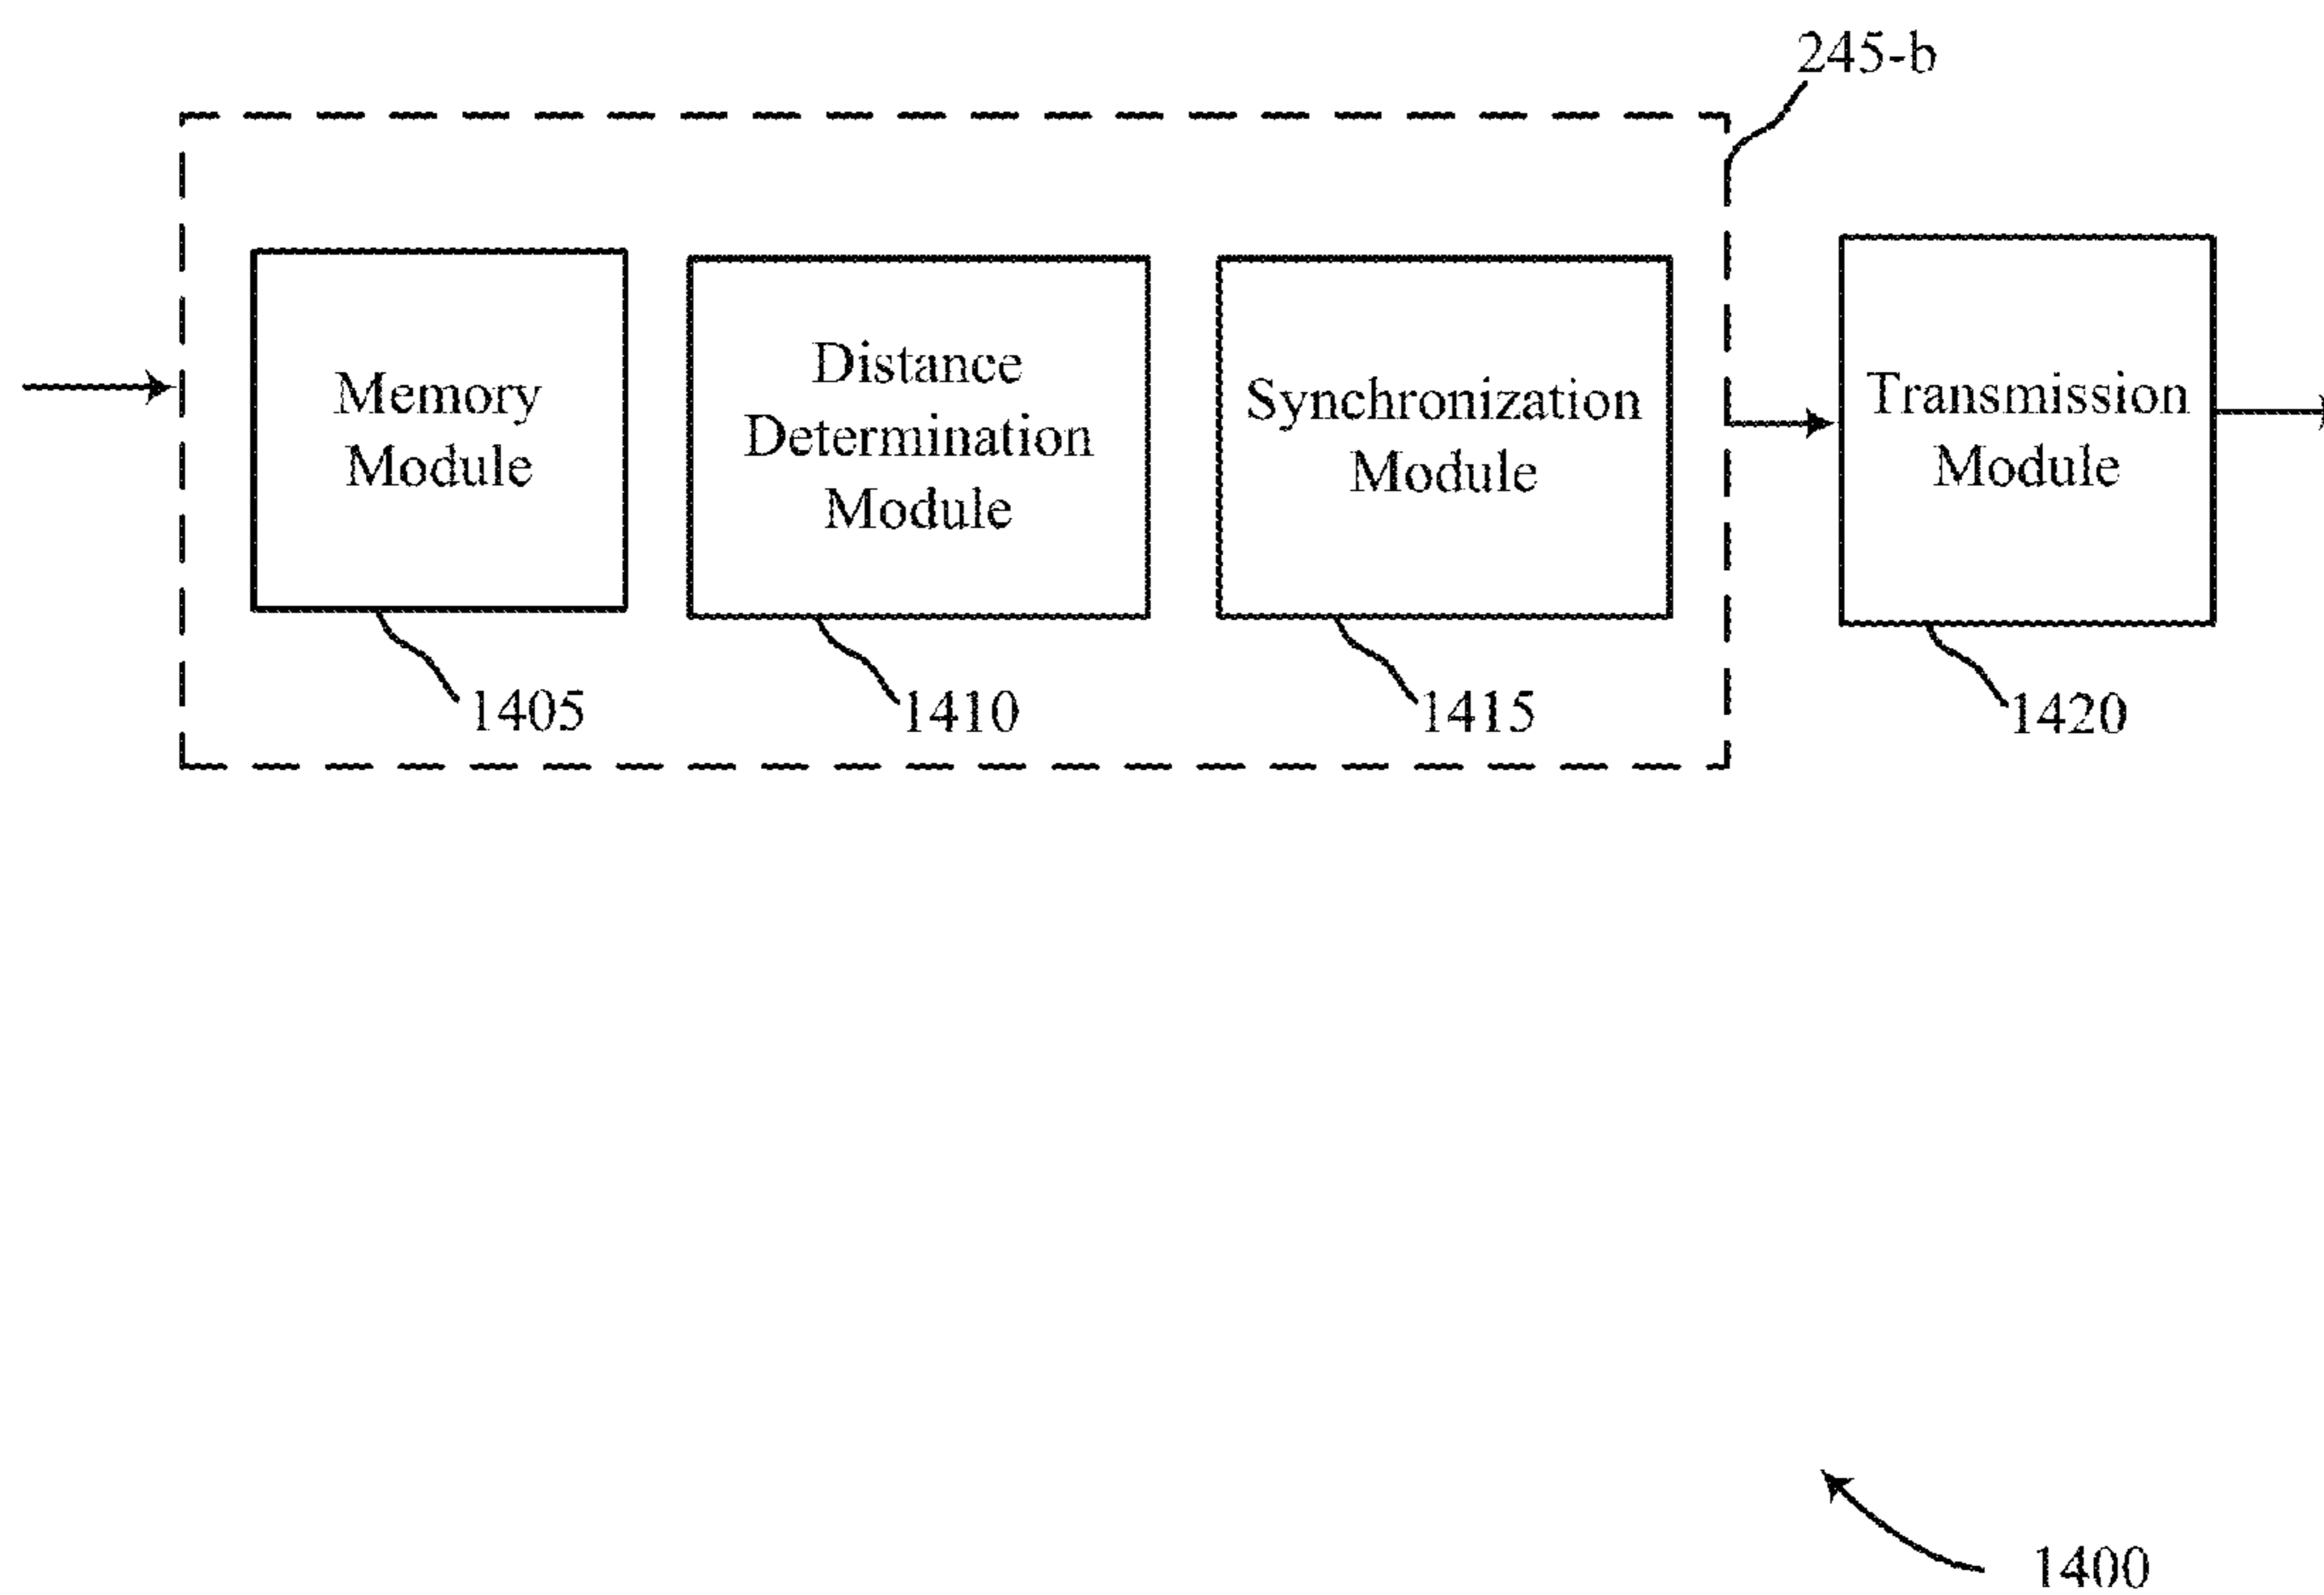 245-b
Memory
Module
Distance
Determination
Module
Synchronization
Module
Transmission
Module
1405
1410
1415
1420
1400